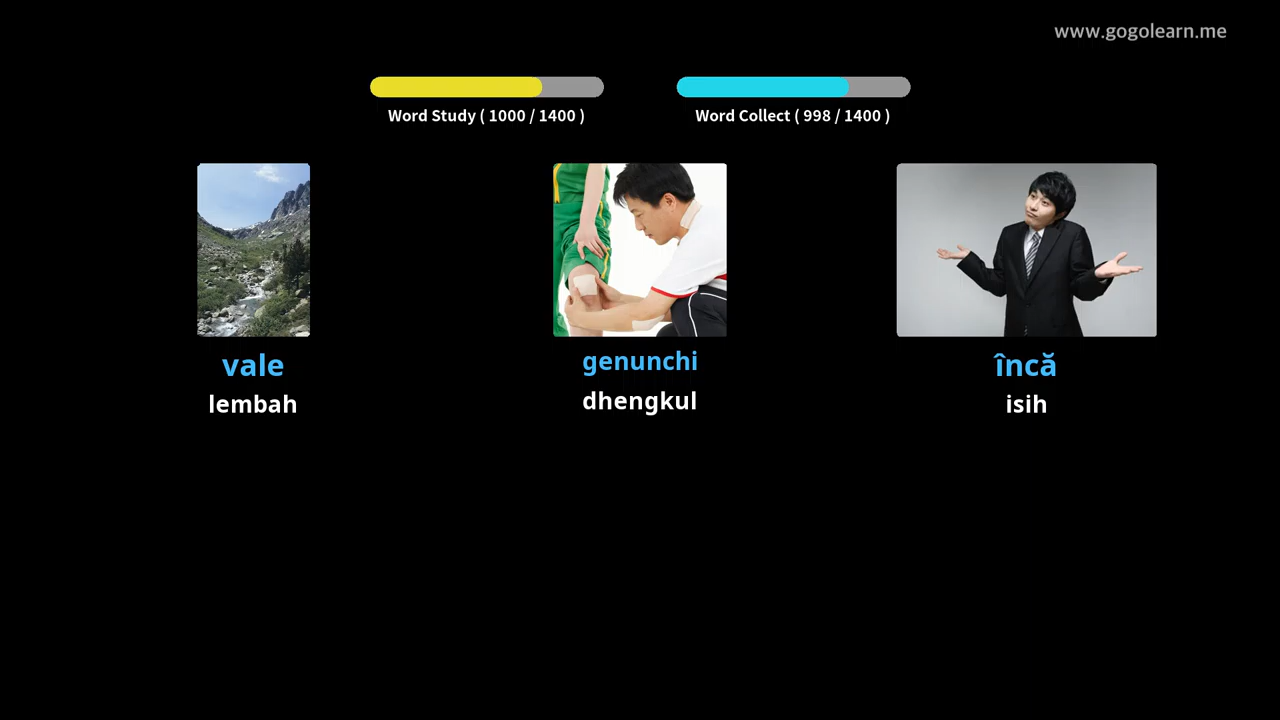 www.gogolearn.me
Word Study ( 1000 / 1400 )
Word Collect ( 998 / 1400 )
vale
lembah
genunchi
dhengkul
încă
isih